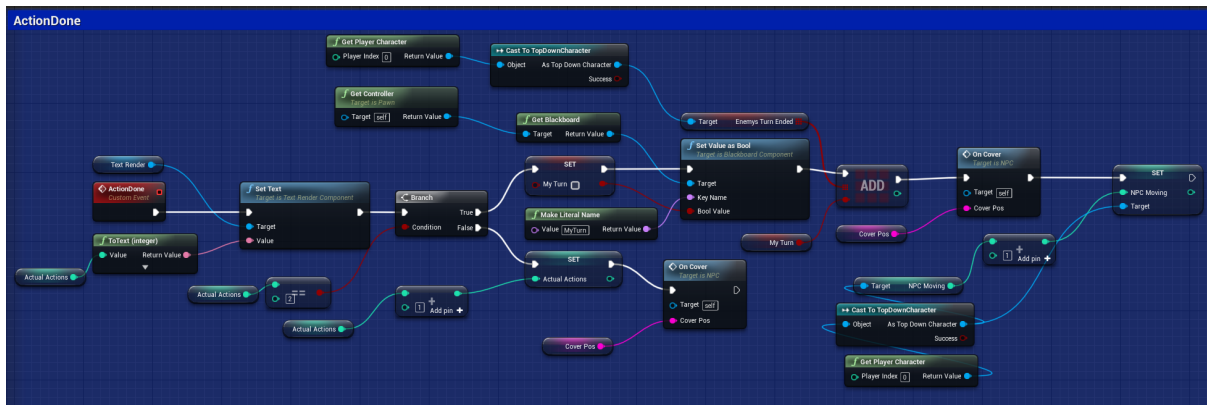 ActionDone
Get Player Character
Player Index 0 Return Value
Cast To TopDownCharacter
Object As Top Down Character
Success
Get Controller
Target is Pawn
Target self Return Value
Get Blackboard
Target Return Value
Target Enemys Turn Ended
Text Render
ActionDone
Custom Event
Set Text
Target is Text Render Component
Target
Value
ToText (integer)
Value Return Value
Actual Actions
Branch
True
Condition False
Actual Actions
==
2
Actual Actions
+
1 Add pin +
SET
My Turn
Make Literal Name
Value MyTurn Return Value
SET
Actual Actions
On Cover
Target is NPC
Target self
Cover Pos
Cover Pos
Set Value as Bool
Target is Blackboard Component
Target
Key Name
Bool Value
My Turn
ADD
On Cover
Target is NPC
Target self
Cover Pos
Cover Pos
SET
NPC Moving
Target
+
1 Add pin +
Target NPC Moving
Cast To TopDownCharacter
Object As Top Down Character
Success
Get Player Character
Player Index 0 Return Value